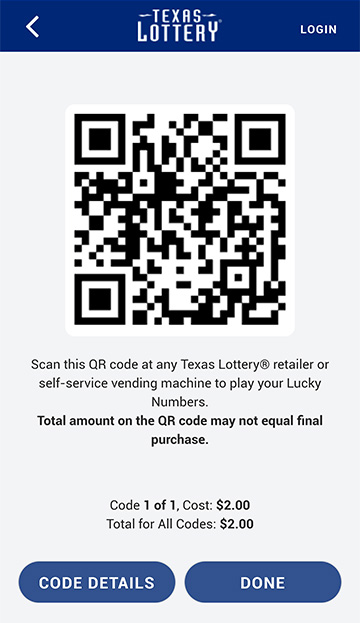 TEXAS
LOTTERY®
LOGIN
Scan this QR code at any Texas Lottery® retailer or
self-service vending machine to play your Lucky
Numbers.
Total amount on the QR code may not equal final
purchase.
Code 1 of 1, Cost: $2.00
Total for All Codes: $2.00
CODE DETAILS
DONE